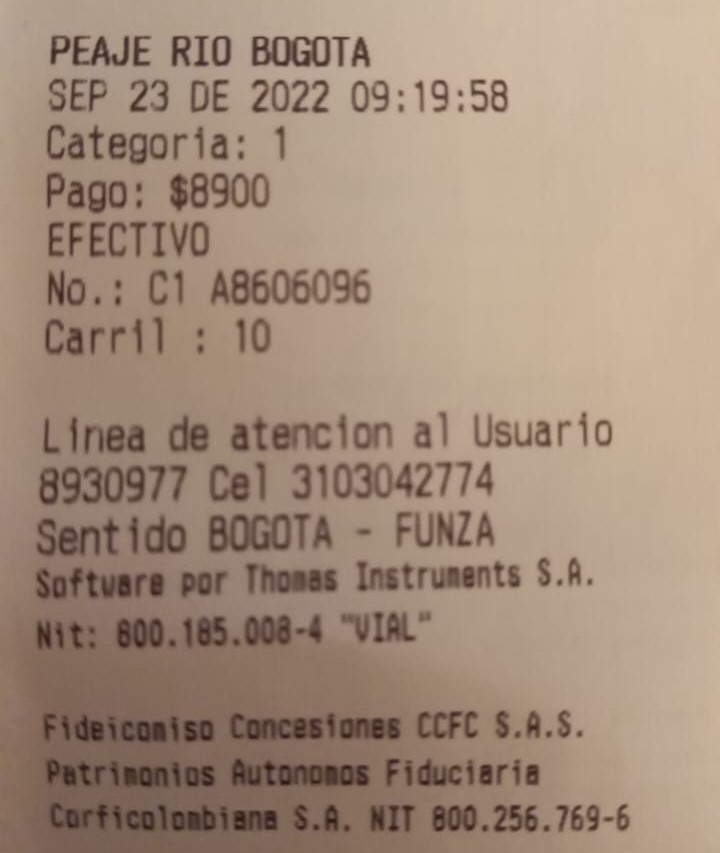 PEAJE RIO BOGOTA
SEP 23 DE 2022 09:19:58
Categoria: 1
Pago: $8900
EFECTIVO
No.: C1 A8606096
Carril : 10
Linea de atencion al Usuario
8930977 Cel 3103042774
Sentido BOGOTA - FUNZA
Software por Thomas Instruments S.A.
Nit: 800.185.008-4 "VIAL"
Fideicomiso Concesiones CCFC S.A.S.
Patrimonios Autonomos Fiduciaria
Corficolombiana S.A. NIT 800.256.769-6